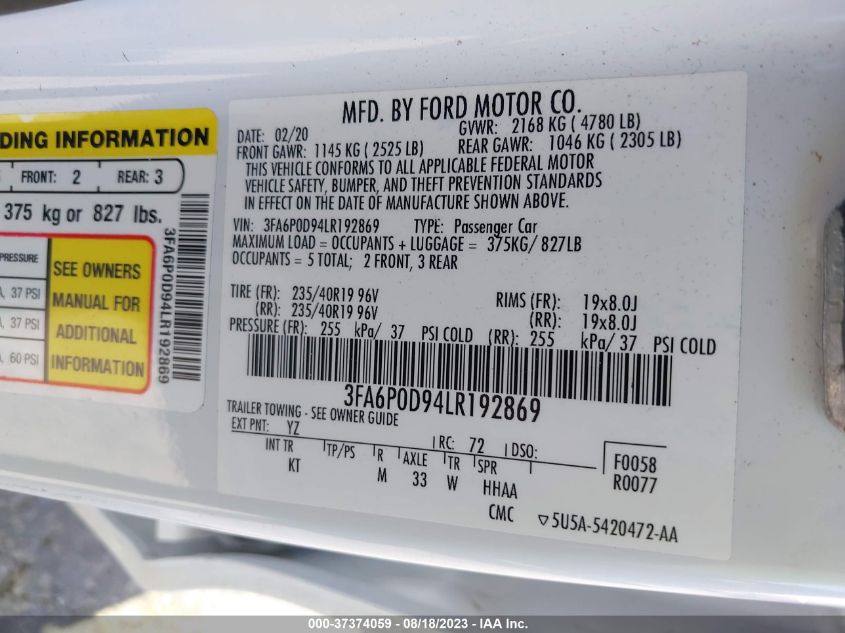 DING INFORMATION
FRONT: 2 REAR: 3
375 kg or 827 lbs.
PRESSURE
37 PSI
37 PSI
60 PSI
SEE OWNERS
MANUAL FOR
ADDITIONAL
INFORMATION
3FA6P0D94LR192869
MFD. BY FORD MOTOR CO.
DATE: 02/20 GVWR: 2168 KG ( 4780 LB)
FRONT GAWR: 1145 KG ( 2525 LB) REAR GAWR: 1046 KG ( 2305 LB)
THIS VEHICLE CONFORMS TO ALL APPLICABLE FEDERAL MOTOR
VEHICLE SAFETY, BUMPER, AND THEFT PREVENTION STANDARDS
IN EFFECT ON THE DATE OF MANUFACTURE SHOWN ABOVE.
VIN: 3FA6P0D94LR192869 TYPE: Passenger Car
MAXIMUM LOAD = OCCUPANTS + LUGGAGE = 375KG/ 827LB
OCCUPANTS = 5 TOTAL; 2 FRONT, 3 REAR
TIRE (FR): 235/40R19 96V RIMS (FR): 19x8.0J
(RR): 235/40R19 96V (RR): 19x8.0J
PRESSURE (FR): 255 kPa/ 37 PSI COLD (RR): 255 kPa/ 37 PSI COLD
3FA6P0D94LR192869
TRAILER TOWING - SEE OWNER GUIDE
EXT PNT: YZ RC: 72 DSO:
INT TR TP/PS R AXLE TR SPR
KT M 33 W HHAA
CMC
F0058
R0077
▽5U5A-5420472-AA
000-37374059 - 08/18/2023 - IAA Inc.